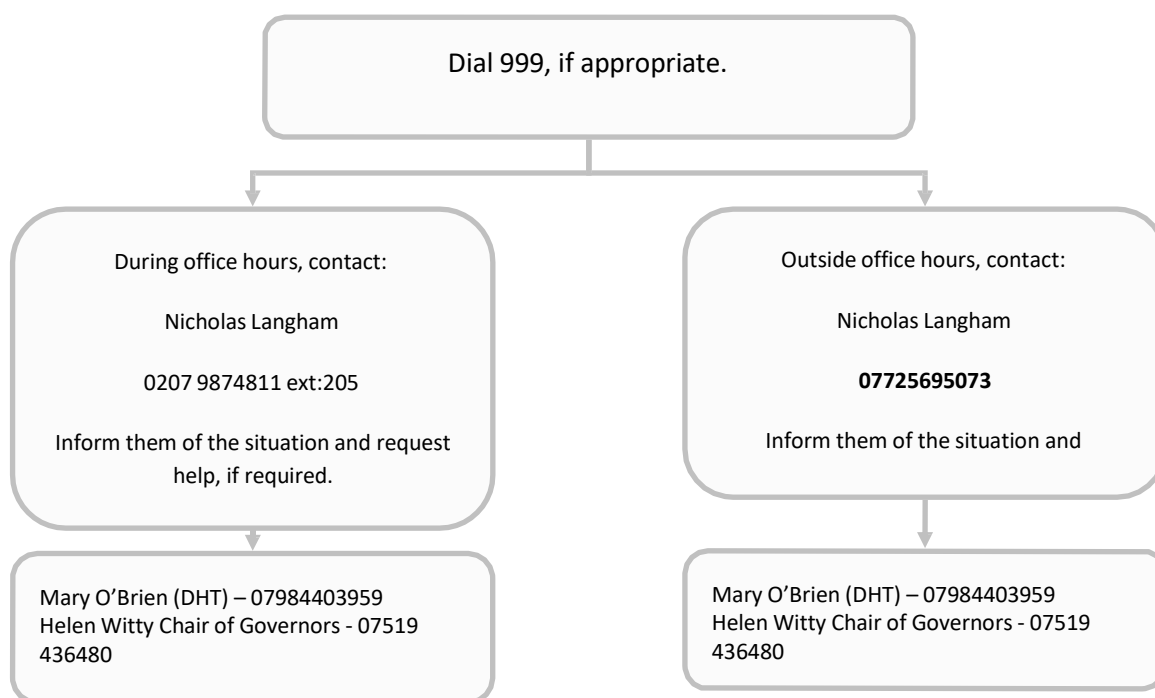 Dial 999, if appropriate.
During office hours, contact:
Nicholas Langham
0207 9874811 ext:205
Inform them of the situation and request
help, if required.
Outside office hours, contact:
Nicholas Langham
07725695073
Inform them of the situation and
Mary O’Brien (DHT) – 07984403959
Helen Witty Chair of Governors - 07519
436480
Mary O’Brien (DHT) – 07984403959
Helen Witty Chair of Governors - 07519
436480